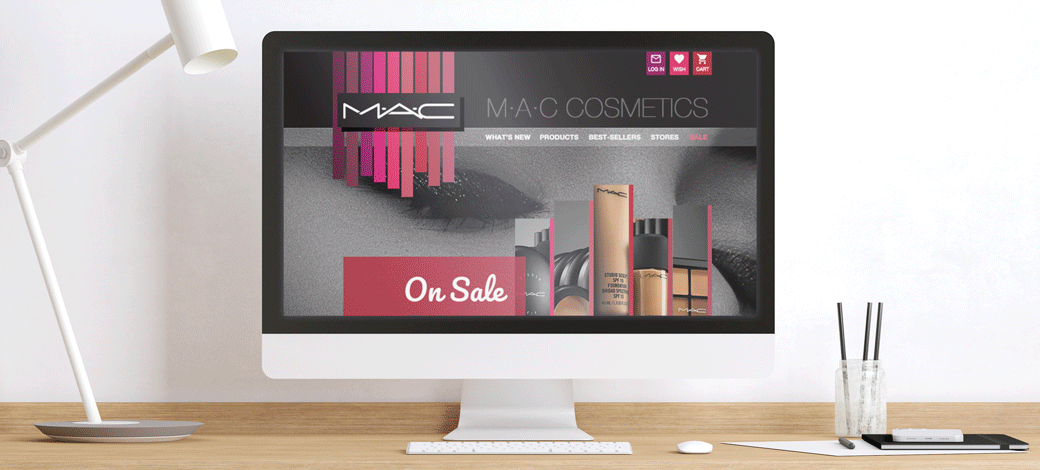 LOG IN
WISH
CART
M·A·C
M·A·C COSMETICS
WHAT'S NEW PRODUCTS BEST-SELLERS STORES SALE
On Sale
MAC
STUDIO SCULPT
SPF 15
FOUNDATION
MAC
MAC
MAC